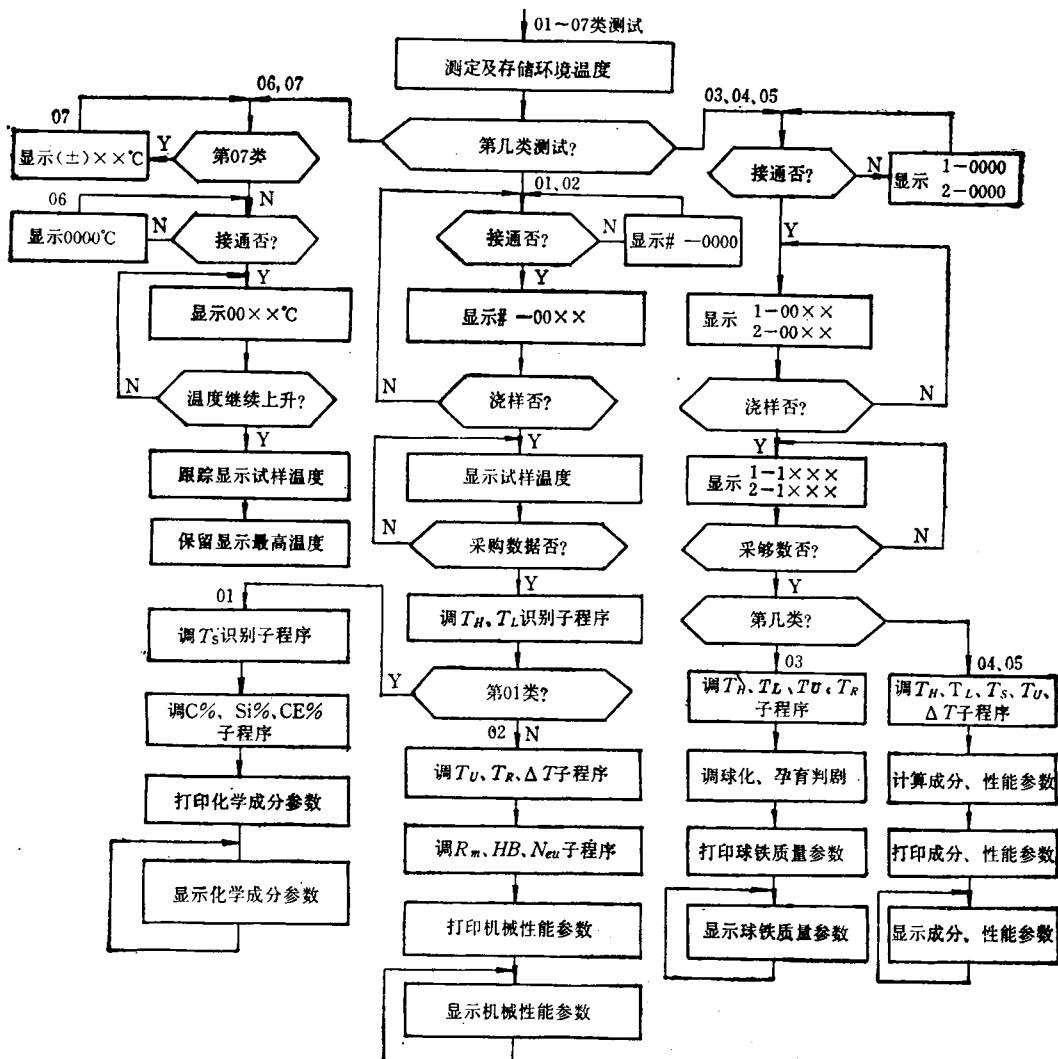 01～07类测试
测定及存储环境温度
06,07
03、04、05
07
显示(±)××℃
Y
第07类
第几类测试?
接通否?
N
显示 1-0000
2-0000
06
N
01,02
显示0000℃
N
接通否?
接通否?
N
显示# -0000
Y
Y
Y
显示00××℃
显示# -00××
显示 1-00××
2-00××
N
温度继续上升?
N
浇样否?
浇样否?
N
Y
Y
Y
跟踪显示试样温度
显示试样温度
显示 1-1×××
2-1×××
保留显示最高温度
N
采购数据否?
采够数否?
N
01
Y
Y
调TS识别子程序
调TH、TL识别子程序
第几类?
Y
第01类?
03
04、05
调C%、Si%、CE%
子程序
02
N
调TH、TL、TU、TR
子程序
调TH、TL、TS、TU、
ΔT子程序
打印化学成分参数
调TU、TR、ΔT子程序
调球化、孕育判剧
计算成分、性能参数
调Rm、HB、Neu子程序
打印球铁质量参数
打印成分、性能参数
显示化学成分参数
打印机械性能参数
显示球铁质量参数
显示成分、性能参数
显示机械性能参数